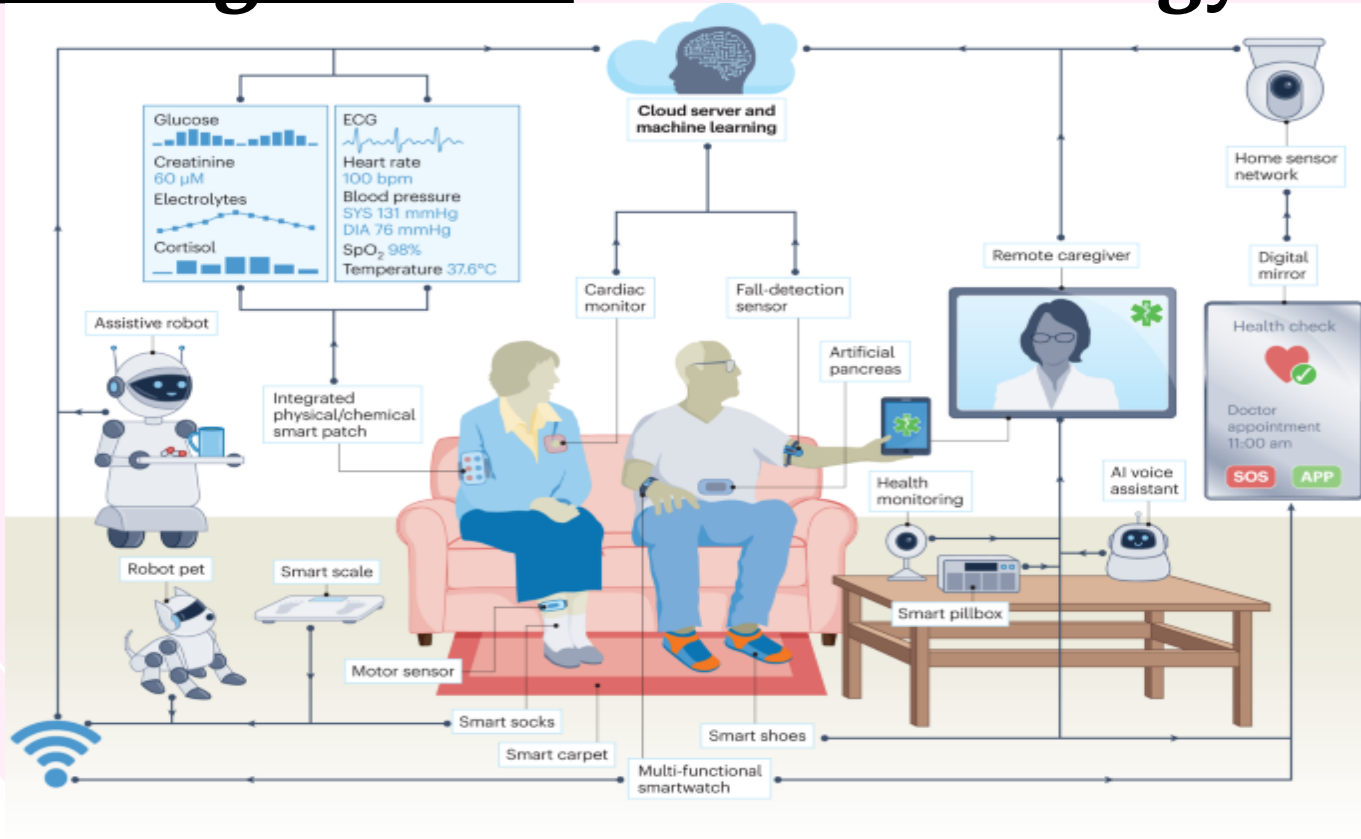 Cloud server and
machine learning
Glucose
Creatinine
60 µM
Electrolytes
Cortisol
ECG
Heart rate
100 bpm
Blood pressure
SYS 131 mmHg
DIA 76 mmHg
SpO₂ 98%
Temperature 37.6°C
Home sensor
network
Remote caregiver
Digital
mirror
Cardiac
monitor
Fall-detection
sensor
Assistive robot
Artificial
pancreas
Health check
Integrated
physical/chemical
smart patch
Doctor
appointment
11:00 am
SOS
APP
Health
monitoring
AI voice
assistant
Robot pet
Smart scale
Smart pillbox
Motor sensor
Smart socks
Smart carpet
Smart shoes
Multi-functional
smartwatch